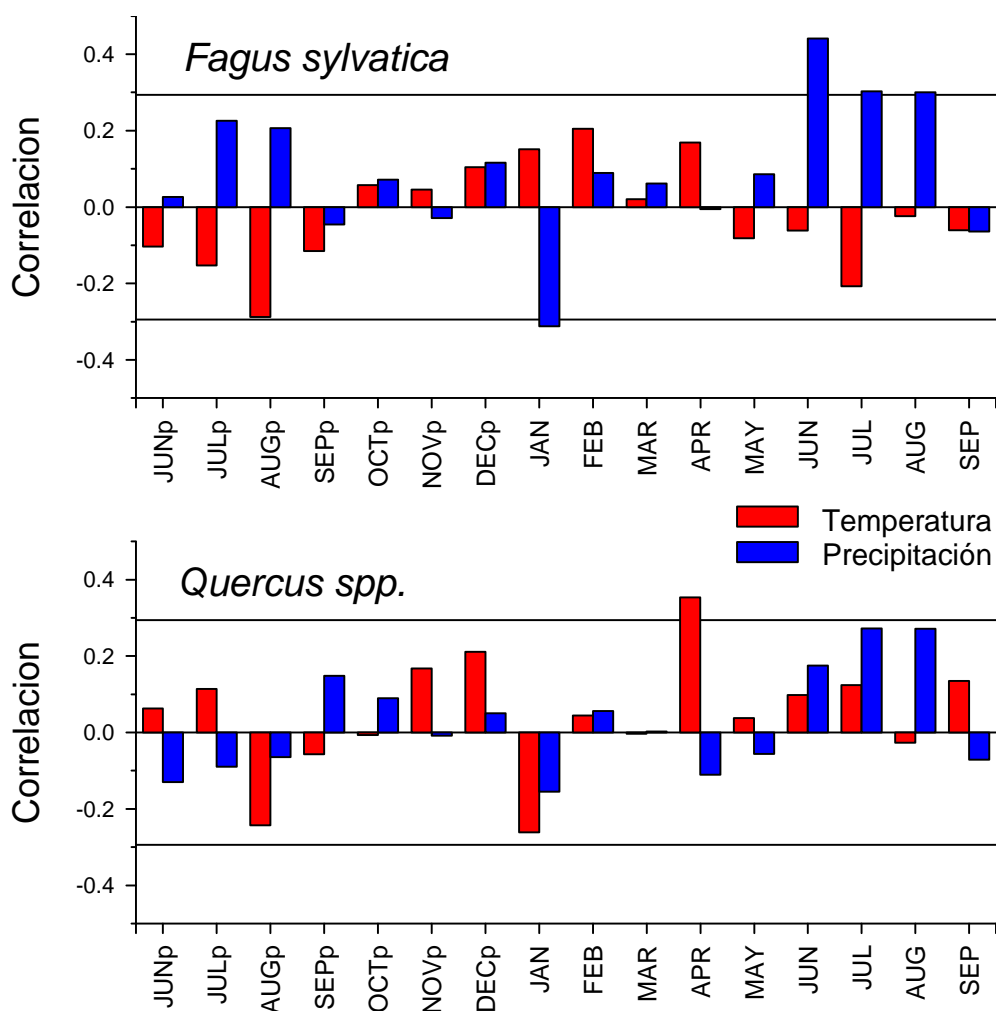 Fagus sylvatica
Correlacion
0.4
0.2
0.0
-0.2
-0.4
JUNp
JULp
AUGp
SEPp
OCTp
NOVp
DECp
JAN
FEB
MAR
APR
MAY
JUN
JUL
AUG
SEP
Temperatura
Precipitación
Quercus spp.
Correlacion
0.4
0.2
0.0
-0.2
-0.4
JUNp
JULp
AUGp
SEPp
OCTp
NOVp
DECp
JAN
FEB
MAR
APR
MAY
JUN
JUL
AUG
SEP